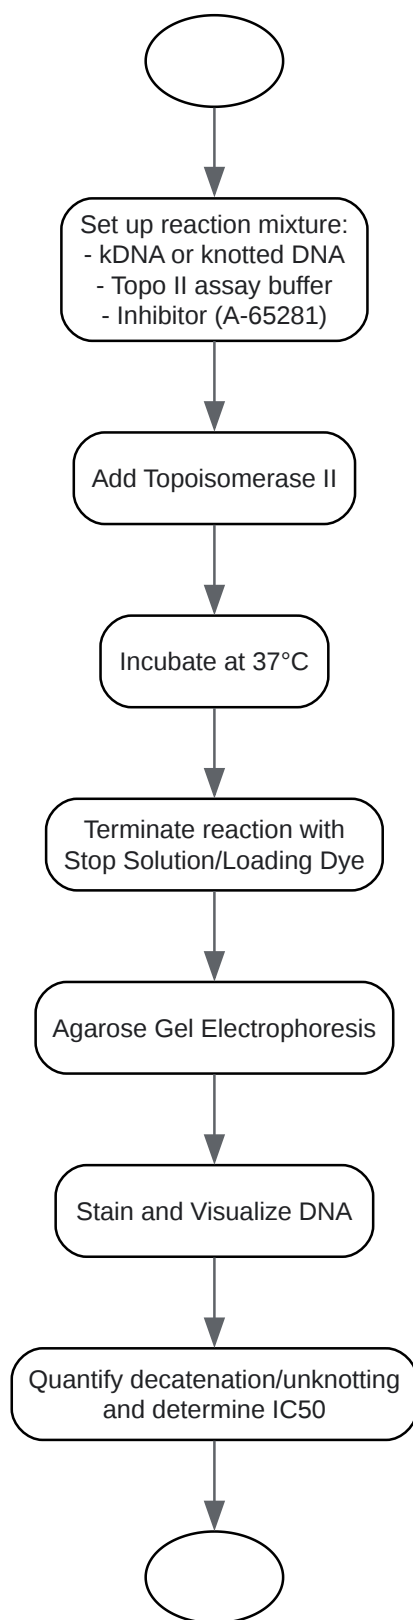 Set up reaction mixture:
- kDNA or knotted DNA
- Topo II assay buffer
- Inhibitor (A-65281)
Add Topoisomerase II
Incubate at 37°C
Terminate reaction with
Stop Solution/Loading Dye
Agarose Gel Electrophoresis
Stain and Visualize DNA
Quantify decatenation/unknotting
and determine IC50